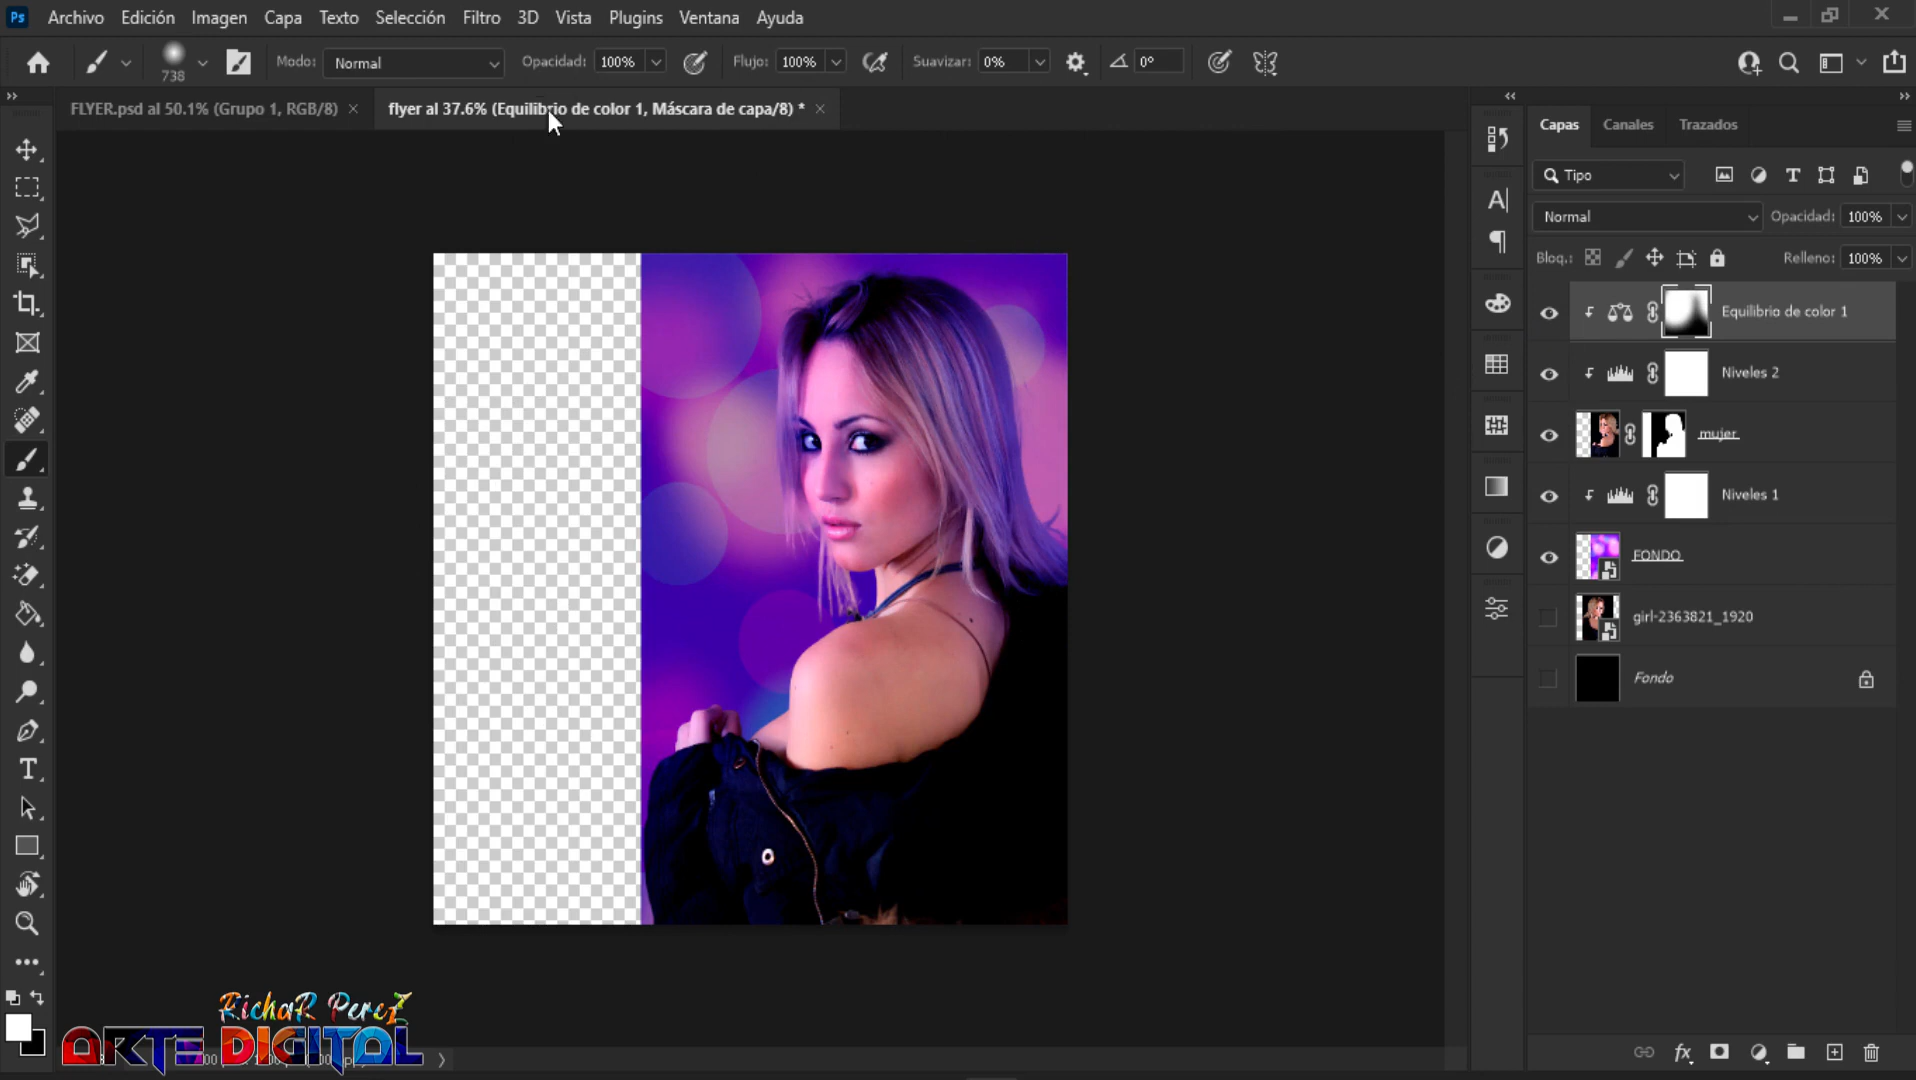 Ps Archivo Edición Imagen Capa Texto Selección Filtro 3D Vista Plugins Ventana Ayuda
738 Modo: Normal Opacidad: 100% Flujo: 100% Suavizar: 0% 0°
FLYER.psd al 50.1% (Grupo 1, RGB/8) × flyer al 37.6% (Equilibrio de color 1, Máscara de capa/8) * ×
Capas Canales Trazados
Tipo
Normal Opacidad: 100%
Bloq.: Relleno: 100%
Equilibrio de color 1
Niveles 2
mujer
Niveles 1
FONDO
girl-2363821_1920
Fondo
RichaR PereZ
ARTE DIGITAL